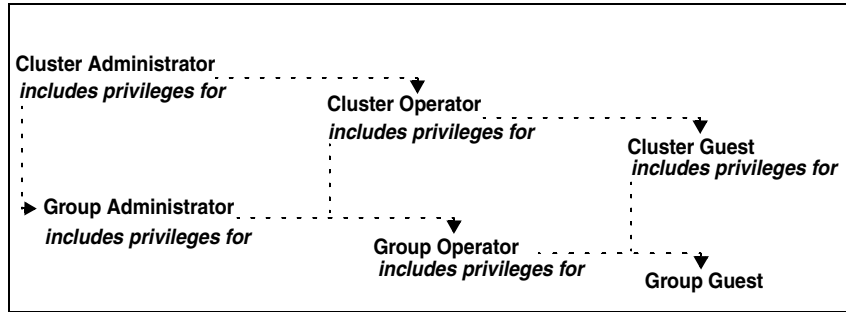 Cluster Administrator
includes privileges for
Cluster Operator
includes privileges for
Cluster Guest
includes privileges for
Group Administrator
includes privileges for
Group Operator
includes privileges for
Group Guest